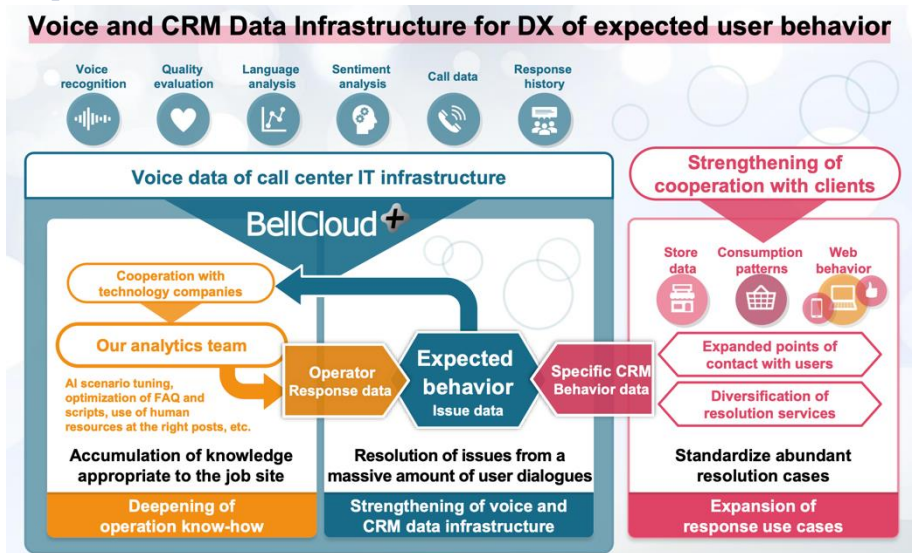 Voice and CRM Data Infrastructure for DX of expected user behavior
Voice
recognition
Quality
evaluation
Language
analysis
Sentiment
analysis
Call data
Response
history
Voice data of call center IT infrastructure
BellCloud+
Cooperation with
technology companies
Our analytics team
AI scenario tuning,
optimization of FAQ and
scripts, use of human
resources at the right posts, etc.
Operator
Response data
Expected
behavior
Issue data
Specific CRM
Behavior data
Accumulation of knowledge
appropriate to the job site
Resolution of issues from a
massive amount of user dialogues
Deepening of
operation know-how
Strengthening of voice and
CRM data infrastructure
Strengthening of
cooperation with clients
Store
data
Consumption
patterns
Web
behavior
Expanded points of
contact with users
Diversification of
resolution services
Standardize abundant
resolution cases
Expansion of
response use cases